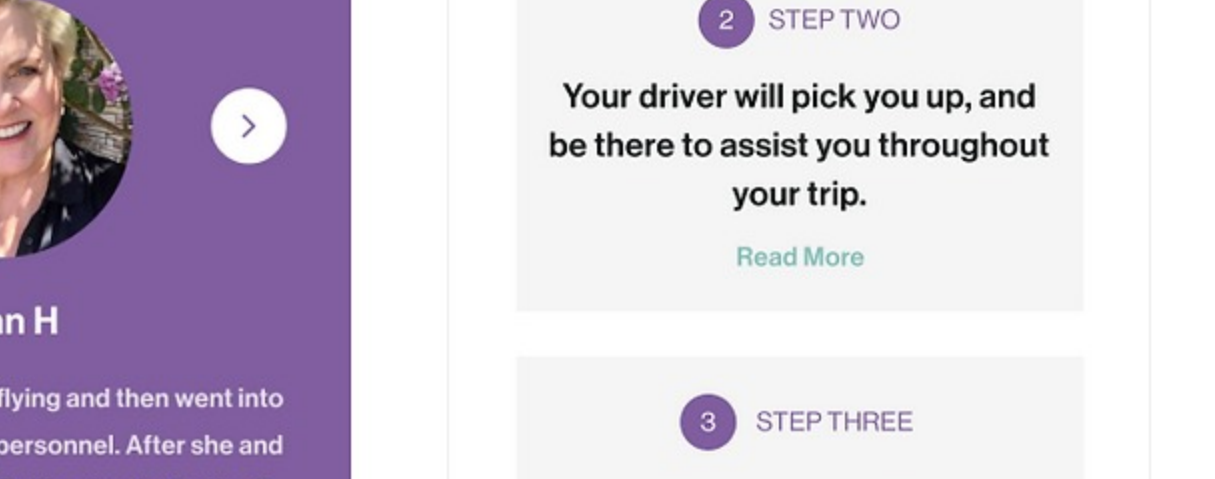 an H
flying and then went into
personnel. After she and
2 STEP TWO
Your driver will pick you up, and
be there to assist you throughout
your trip.
Read More
3 STEP THREE